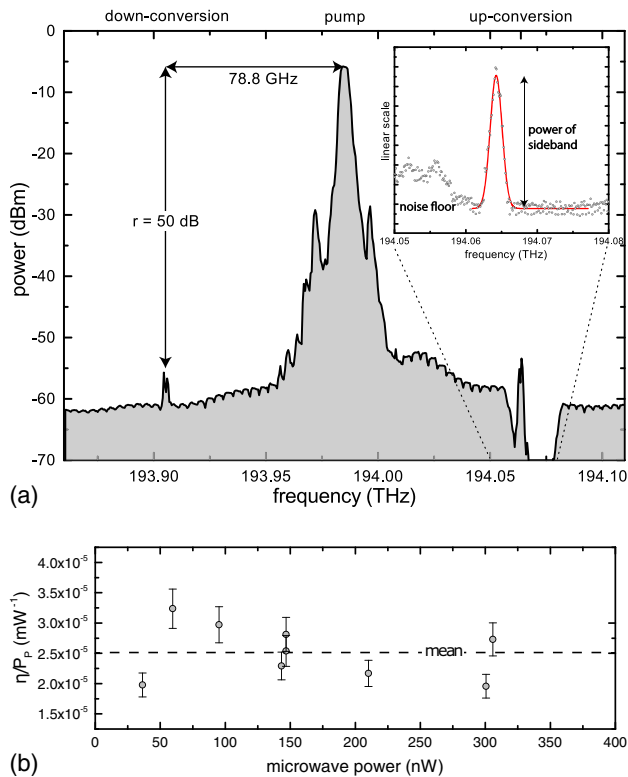 down-conversion pump up-conversion
0
-10
-20
-30
-40
-50
-60
-70
power (dBm)
78.8 GHz
r = 50 dB
linear scale
power of
sideband
noise floor
194.05 194.06 194.07 194.08
frequency (THz)
193.90 193.95 194.00 194.05 194.10
frequency (THz)
(a)
4.0x10-5
3.5x10-5
3.0x10-5
2.5x10-5
2.0x10-5
1.5x10-5
η/PP (mW-1)
mean
0 50 100 150 200 250 300 350 400
microwave power (nW)
(b)